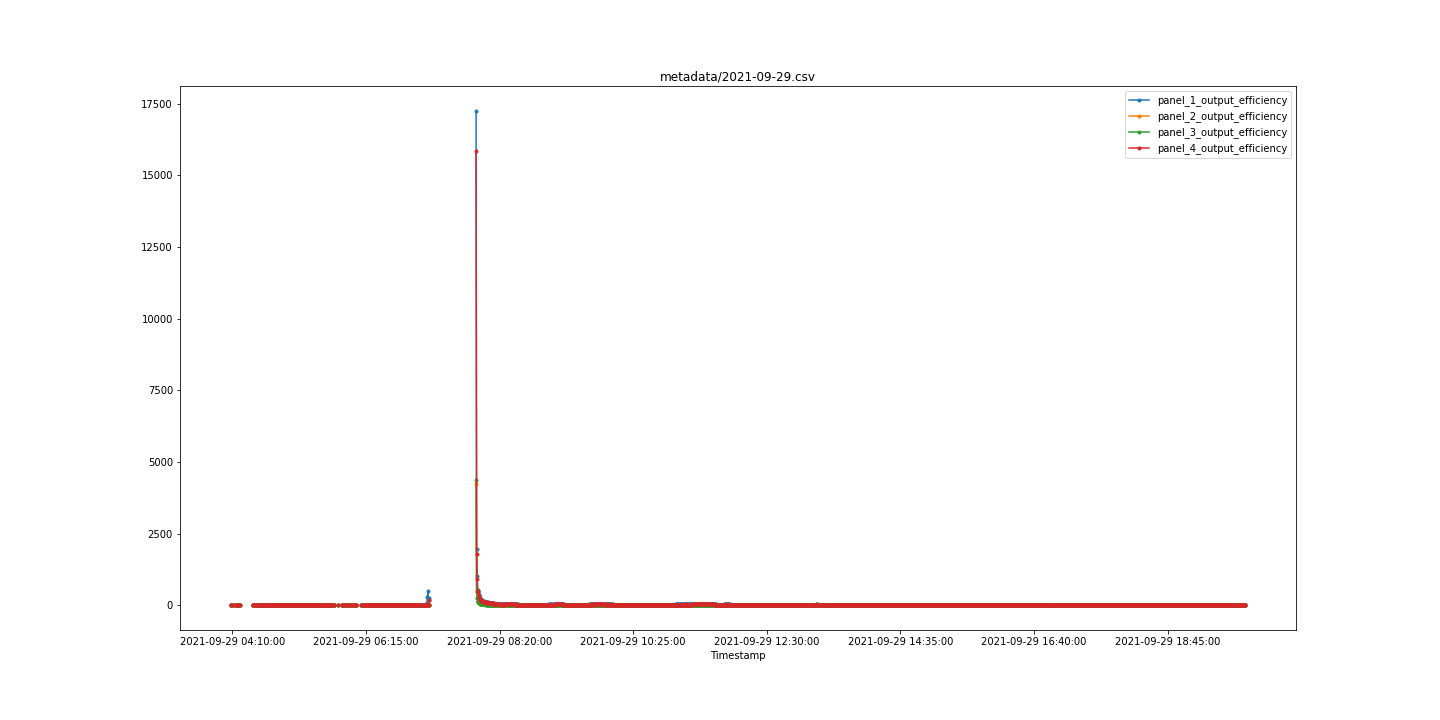 metadata/2021-09-29.csv
17500
15000
12500
10000
7500
5000
2500
0
panel_1_output_efficiency
panel_2_output_efficiency
panel_3_output_efficiency
panel_4_output_efficiency
2021-09-29 04:10:00 2021-09-29 06:15:00 2021-09-29 08:20:00 2021-09-29 10:25:00 2021-09-29 12:30:00 2021-09-29 14:35:00 2021-09-29 16:40:00 2021-09-29 18:45:00
Timestamp